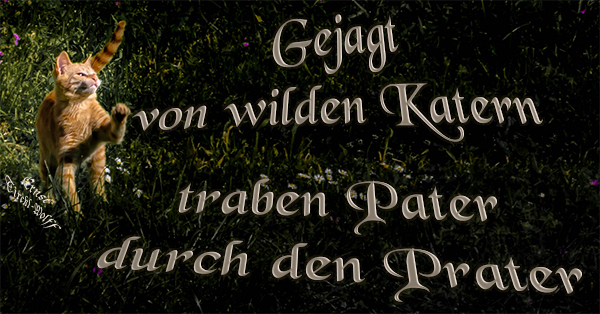 Gejagt
von wilden Katern
traben Pater
durch den Prater